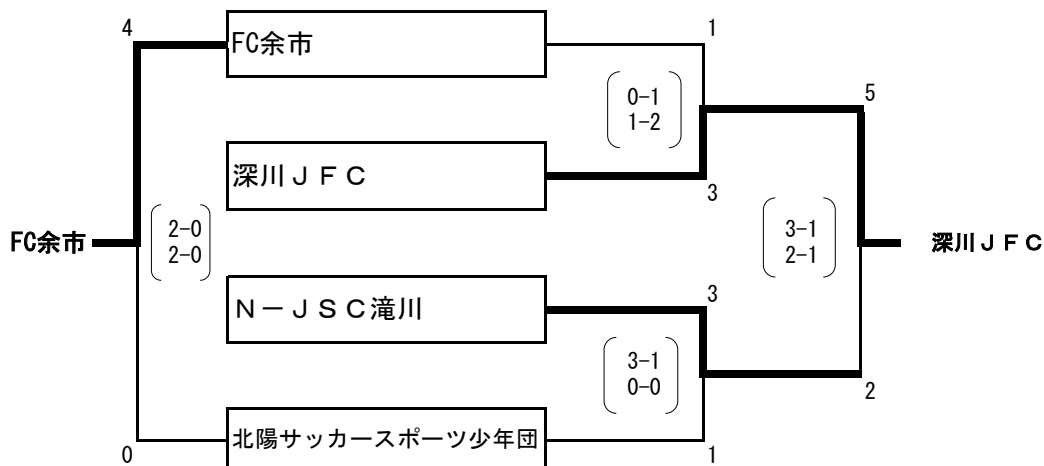 4
FC余市
1
0-1
1-2
5
深川ＪＦＣ
3
FC余市
2-0
2-0
3-1
2-1
深川ＪＦＣ
Ｎ－ＪＳＣ滝川
3
3-1
0-0
2
北陽サッカースポーツ少年団
0
1